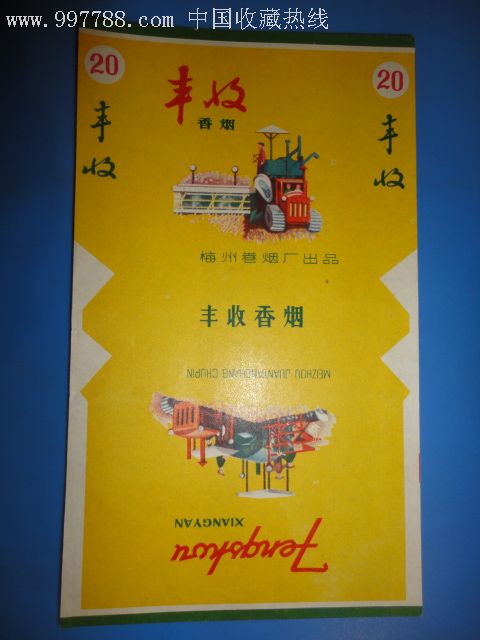 www.997788.com 中国收藏热线
20
20
丰收
丰收
丰收
香烟
梅州卷烟厂出品
丰收香烟
MEIZHOU JUANYANCHANG CHUPIN
XIANGYAN
Fengshou